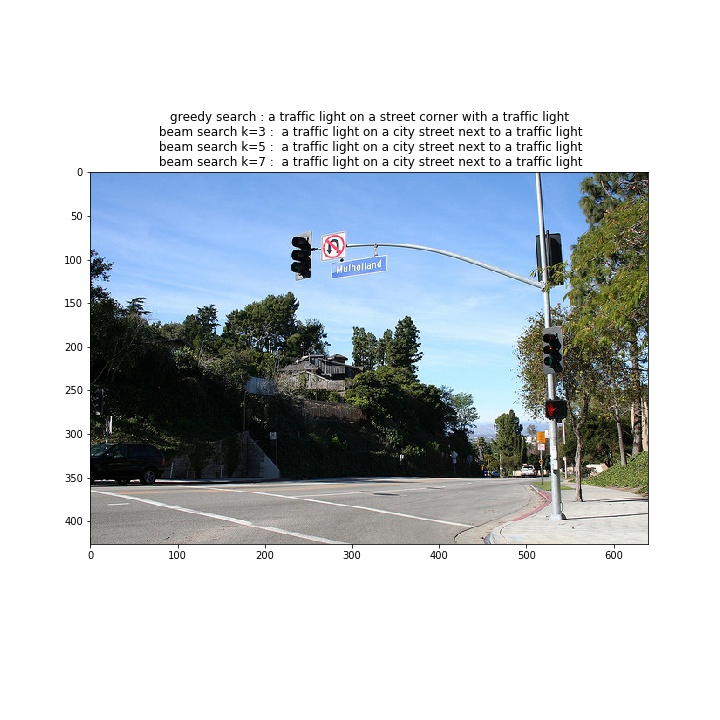 greedy search : a traffic light on a street corner with a traffic light
beam search k=3 :  a traffic light on a city street next to a traffic light
beam search k=5 :  a traffic light on a city street next to a traffic light
beam search k=7 :  a traffic light on a city street next to a traffic light
0
50
100
150
200
250
300
350
400
Mulholland
0 100 200 300 400 500 600